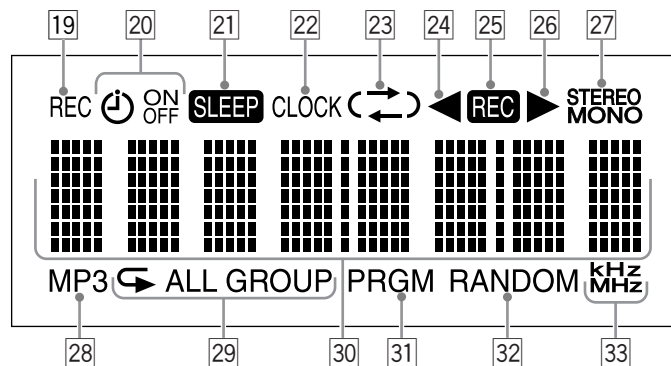 19 20 21 22 23 24 25 26 27
REC ON OFF SLEEP CLOCK REC STEREO MONO
MP3 ALL GROUP PRGM RANDOM kHz MHz
28 29 30 31 32 33